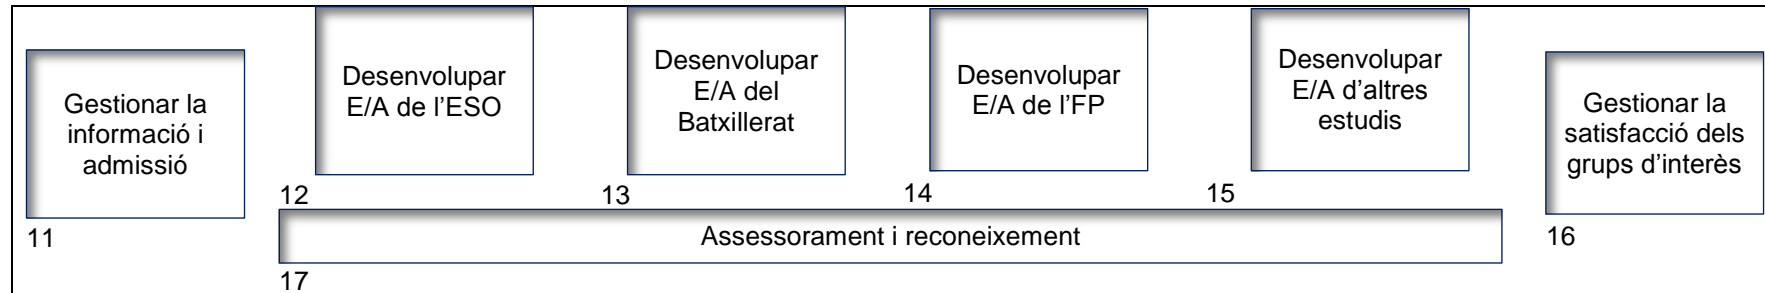 Gestionar la
informació i
admissió
11
Desenvolupar
E/A de l’ESO
12
Desenvolupar
E/A del
Batxillerat
13
Desenvolupar
E/A de l’FP
14
Desenvolupar
E/A d’altres
estudis
15
Gestionar la
satisfacció dels
grups d’interès
16
Assessorament i reconeixement
17